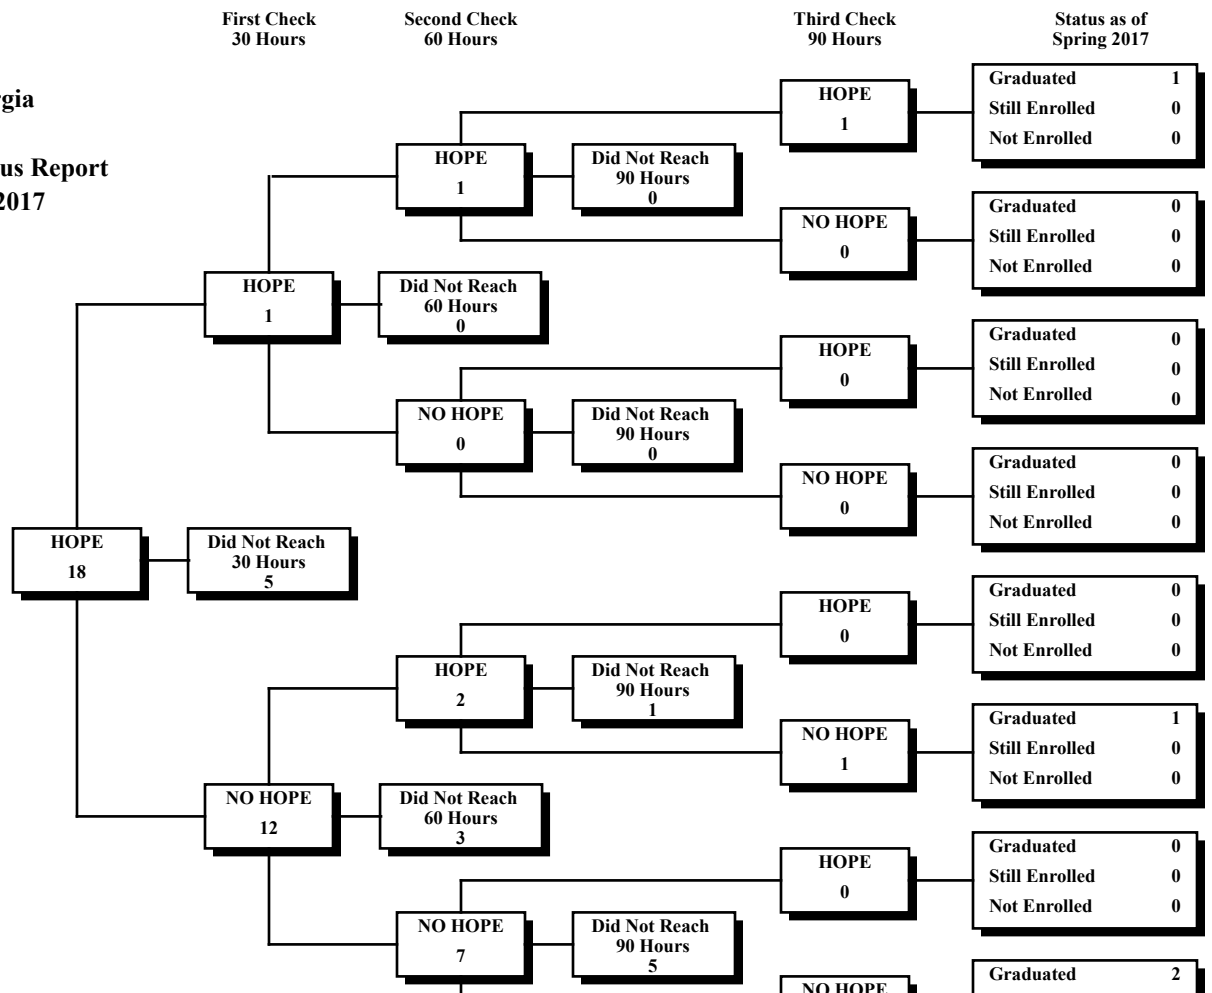 First Check
30 Hours
Second Check
60 Hours
Third Check
90 Hours
Status as of
Spring 2017
Report
2017
HOPE
18
Did Not Reach
30 Hours
5
HOPE
1
Did Not Reach
60 Hours
0
HOPE
1
Did Not Reach
90 Hours
0
HOPE
1
Graduated 1
Still Enrolled 0
Not Enrolled 0
NO HOPE
0
Graduated 0
Still Enrolled 0
Not Enrolled 0
NO HOPE
0
Did Not Reach
90 Hours
0
HOPE
0
Graduated 0
Still Enrolled 0
Not Enrolled 0
NO HOPE
0
Graduated 0
Still Enrolled 0
Not Enrolled 0
NO HOPE
12
Did Not Reach
60 Hours
3
HOPE
2
Did Not Reach
90 Hours
1
HOPE
0
Graduated 0
Still Enrolled 0
Not Enrolled 0
NO HOPE
1
Graduated 1
Still Enrolled 0
Not Enrolled 0
NO HOPE
7
Did Not Reach
90 Hours
5
HOPE
0
Graduated 0
Still Enrolled 0
Not Enrolled 0
NO HOPE
Graduated 2